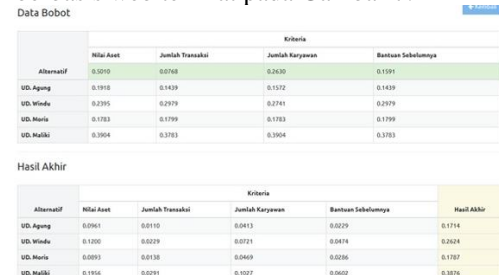 Data Bobot
Kembali
Kriteria
Alternatif Nilai Aset Jumlah Transaksi Jumlah Karyawan Bantuan Sebelumnya
0.5010 0.0768 0.2630 0.1591
UD. Agung 0.1918 0.1439 0.1572 0.1439
UD. Windu 0.2395 0.2979 0.2741 0.2979
UD. Moris 0.1783 0.1799 0.1783 0.1799
UD. Maliki 0.3904 0.3783 0.3904 0.3783
Hasil Akhir
Kriteria
Alternatif Nilai Aset Jumlah Transaksi Jumlah Karyawan Bantuan Sebelumnya Hasil Akhir
UD. Agung 0.0961 0.0110 0.0413 0.0229 0.1714
UD. Windu 0.1200 0.0229 0.0721 0.0474 0.2624
UD. Moris 0.0893 0.0138 0.0469 0.0286 0.1787
UD. Maliki 0.1956 0.0291 0.1027 0.0602 0.3876